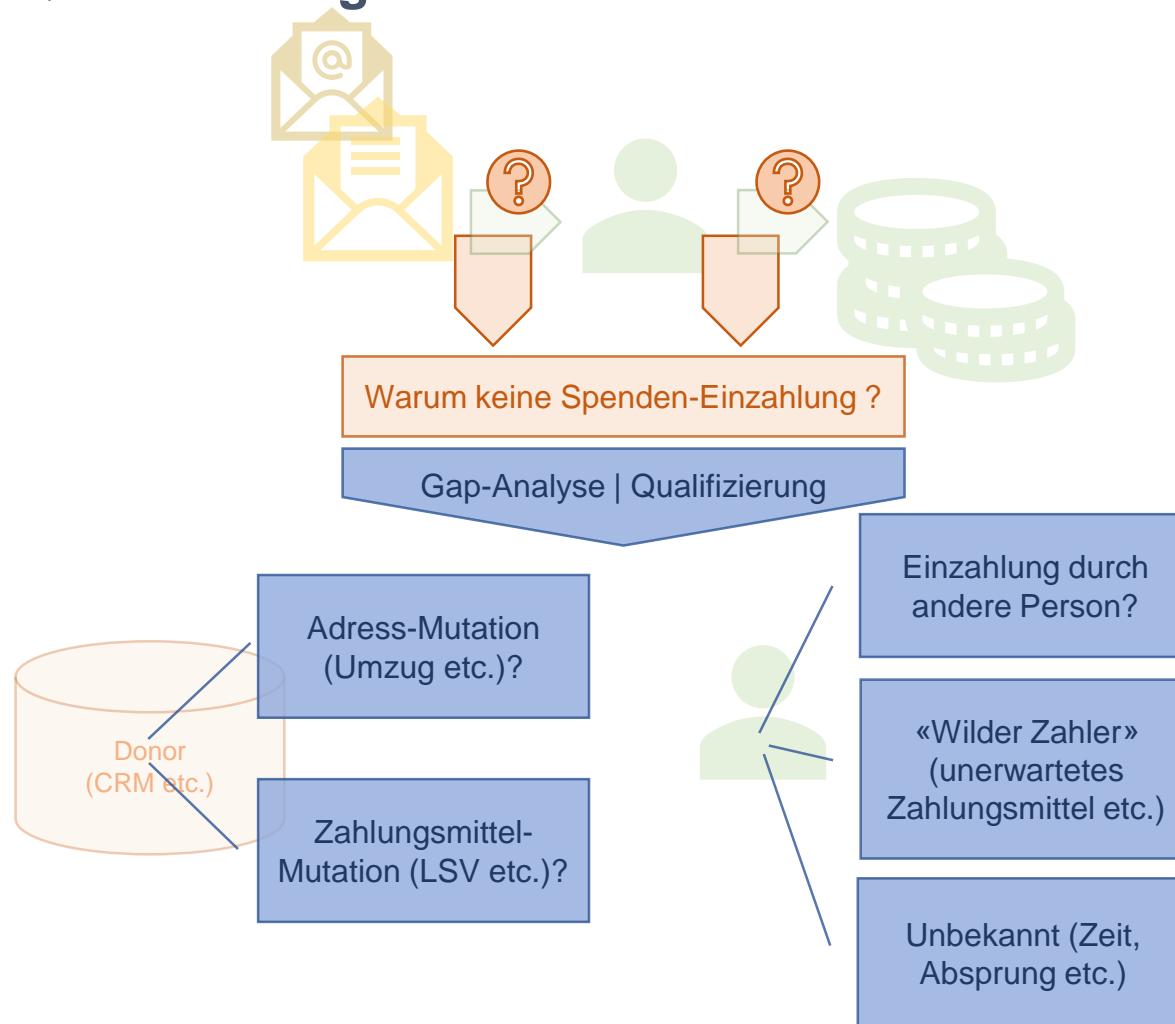 @
?
?
Warum keine Spenden-Einzahlung ?
Gap-Analyse | Qualifizierung
Einzahlung durch
andere Person?
Adress-Mutation
(Umzug etc.)?
«Wilder Zahler»
(unerwartetes
Zahlungsmittel etc.)
Donor
(CRM etc.)
Zahlungsmittel-
Mutation (LSV etc.)?
Unbekannt (Zeit,
Absprung etc.)